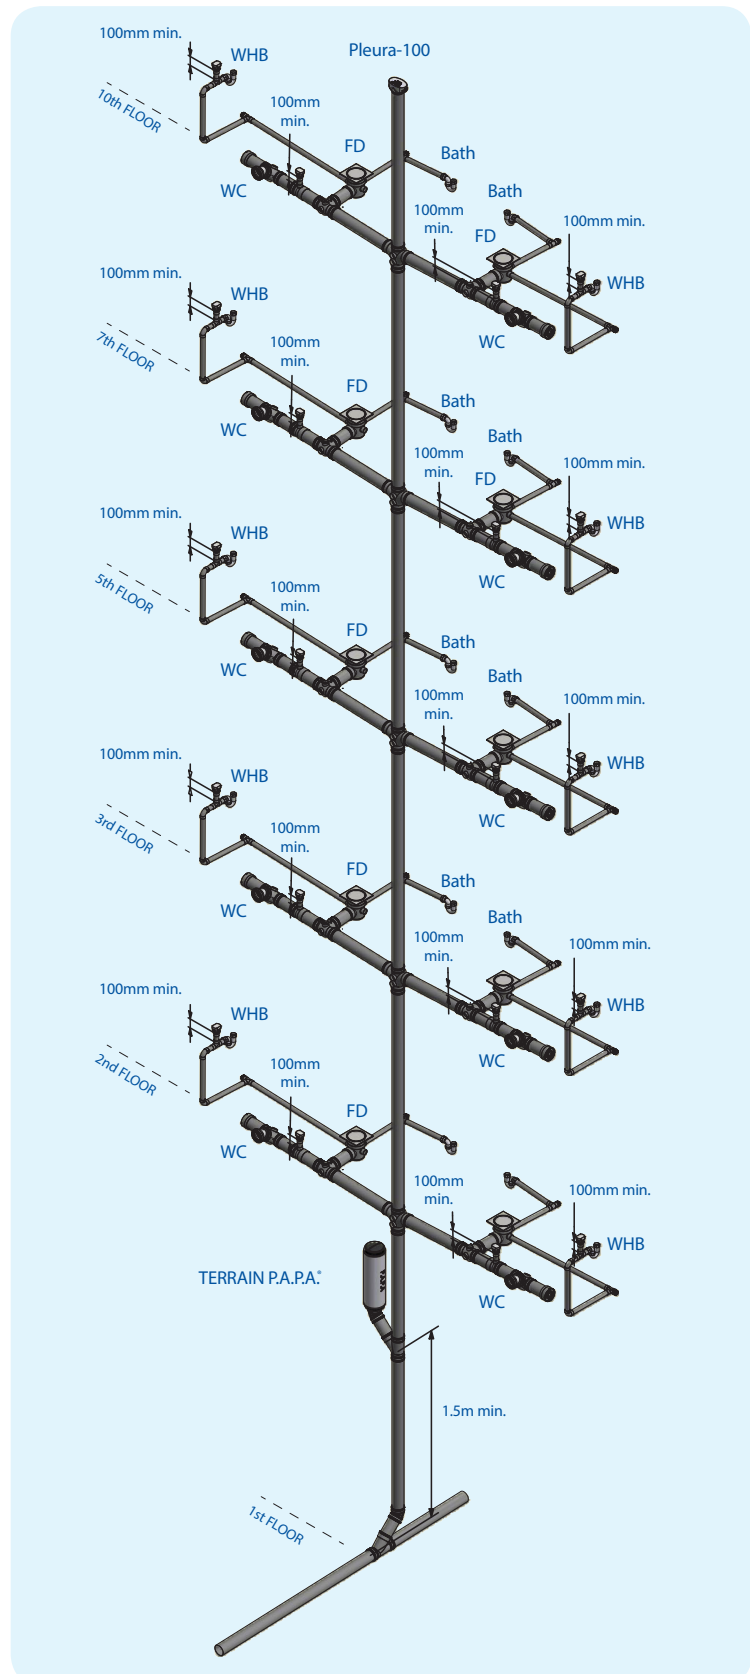 100mm min.
WHB
Pleura-100
10th FLOOR
100mm
min.
FD
Bath
WC
Bath
100mm
min.
FD
100mm min.
WHB
WC
100mm min.
WHB
7th FLOOR
100mm
min.
FD
Bath
WC
Bath
100mm
min.
FD
100mm min.
WHB
WC
100mm min.
WHB
5th FLOOR
100mm
min.
FD
Bath
WC
Bath
100mm
min.
100mm min.
WHB
WC
100mm min.
WHB
3rd FLOOR
100mm
min.
FD
Bath
WC
Bath
100mm
min.
100mm min.
WHB
WC
100mm min.
WHB
2nd FLOOR
100mm
min.
FD
WC
100mm
min.
100mm min.
WHB
WC
TERRAIN P.A.P.A.®
1.5m min.
1st FLOOR